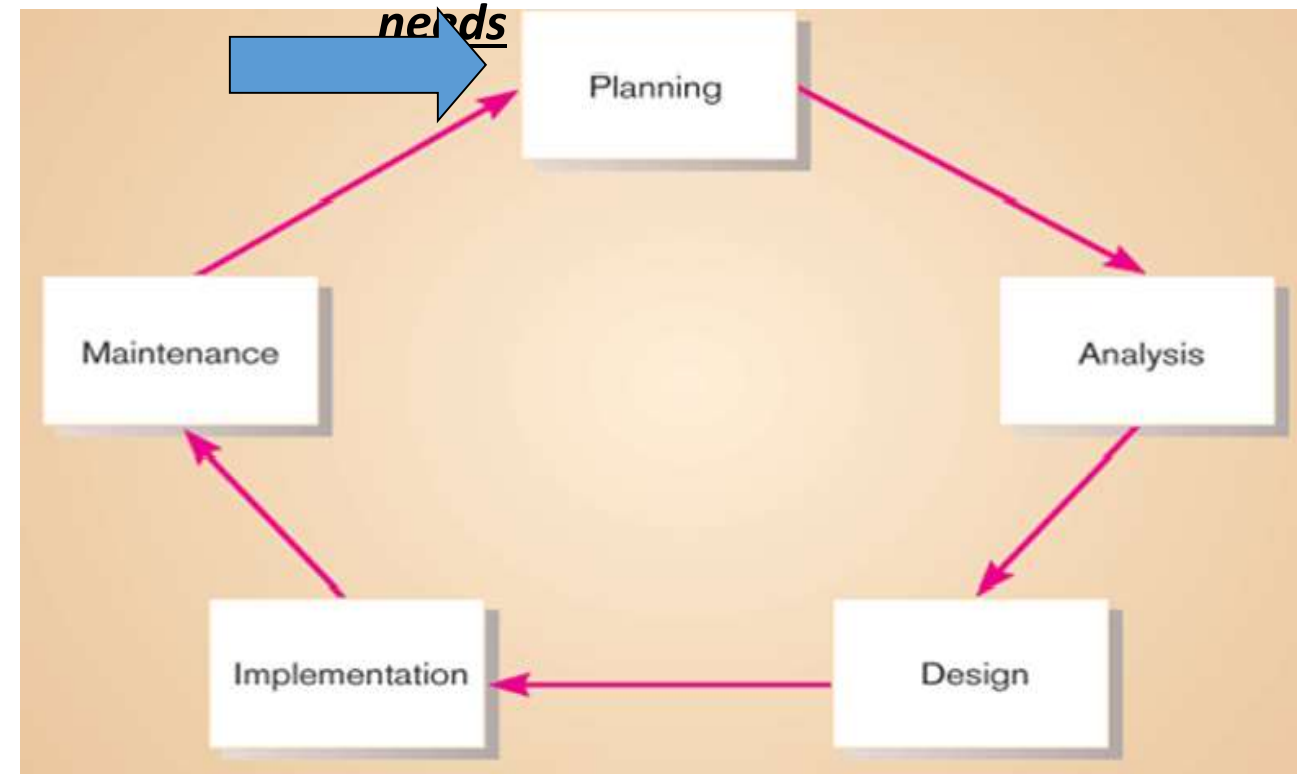 needs
Planning
Analysis
Design
Implementation
Maintenance